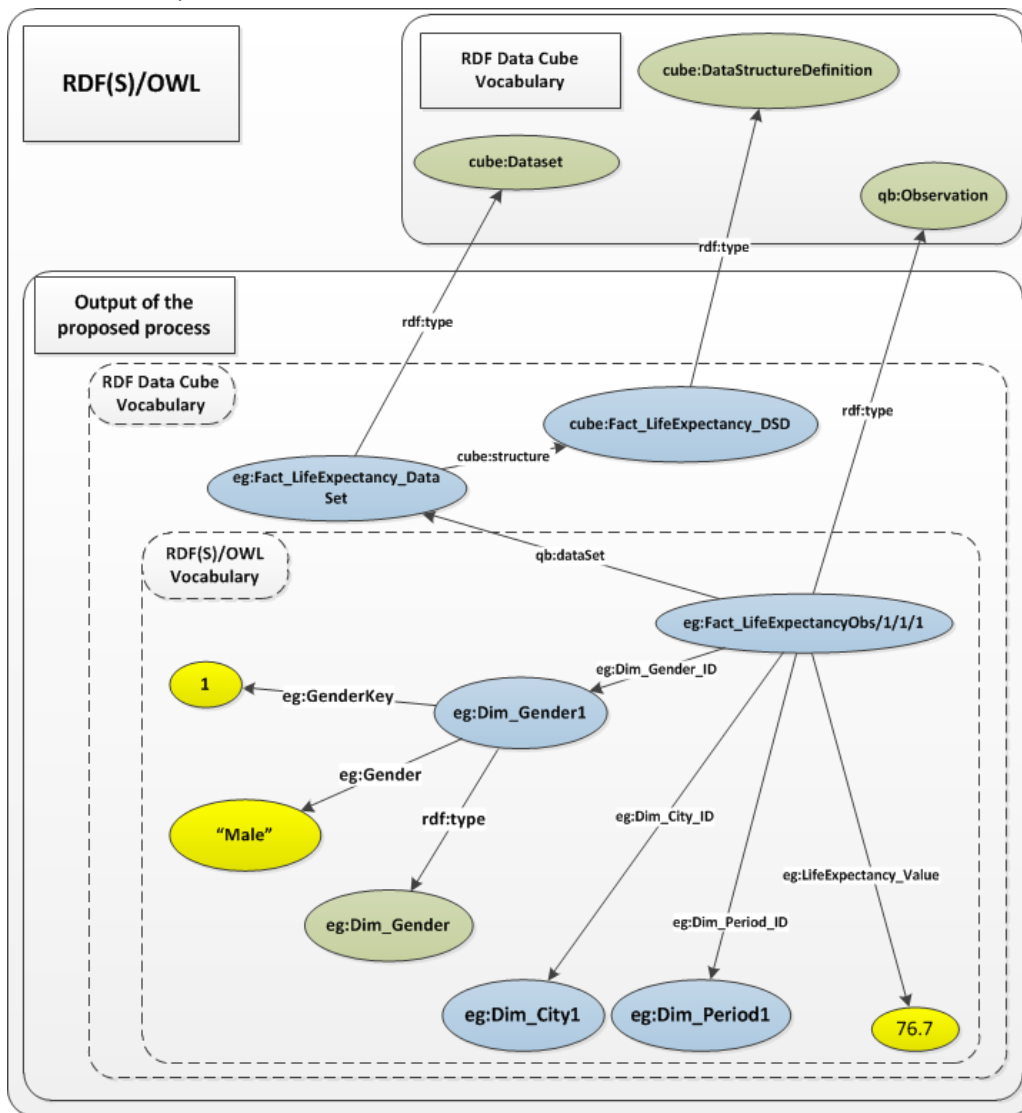 RDF(S)/OWL
RDF Data Cube
Vocabulary
cube:DataStructureDefinition
cube:Dataset
qb:Observation
rdf:type
Output of the
proposed process
rdf:type
RDF Data Cube
Vocabulary
rdf:type
cube:Fact_LifeExpectancy_DSD
cube:structure
eg:Fact_LifeExpectancy_Data
Set
RDF(S)/OWL
Vocabulary
qb:dataSet
eg:Fact_LifeExpectancyObs/1/1/1
eg:Dim_Gender_ID
1
eg:GenderKey
eg:Dim_Gender1
eg:Gender
"Male"
rdf:type
eg:Dim_City_ID
eg:LifeExpectancy_Value
eg:Dim_Gender
eg:Dim_Period_ID
eg:Dim_City1
eg:Dim_Period1
76.7